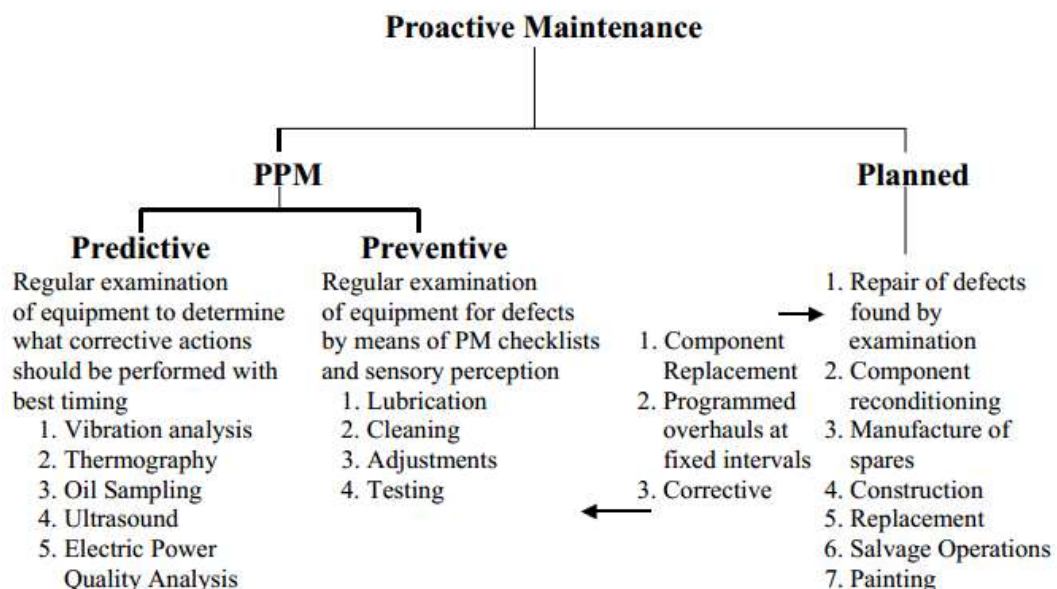 Proactive Maintenance
PPM
Planned
Predictive
Regular examination
of equipment to determine
what corrective actions
should be performed with
best timing
1. Vibration analysis
2. Thermography
3. Oil Sampling
4. Ultrasound
5. Electric Power
Quality Analysis
Preventive
Regular examination
of equipment for defects
by means of PM checklists
and sensory perception
1. Lubrication
2. Cleaning
3. Adjustments
4. Testing
1. Component
Replacement
2. Programmed
overhauls at
fixed intervals
3. Corrective
1. Repair of defects
found by
examination
2. Component
reconditioning
3. Manufacture of
spares
4. Construction
5. Replacement
6. Salvage Operations
7. Painting